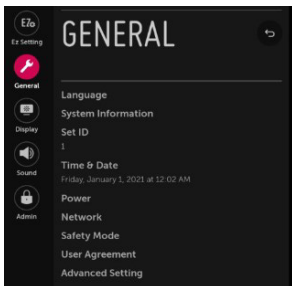 EZ
Ez Setting
General
Display
Sound
Admin
GENERAL
Language
System Information
Set ID
1
Time & Date
Friday, January 1, 2021 at 12:02 AM
Power
Network
Safety Mode
User Agreement
Advanced Setting